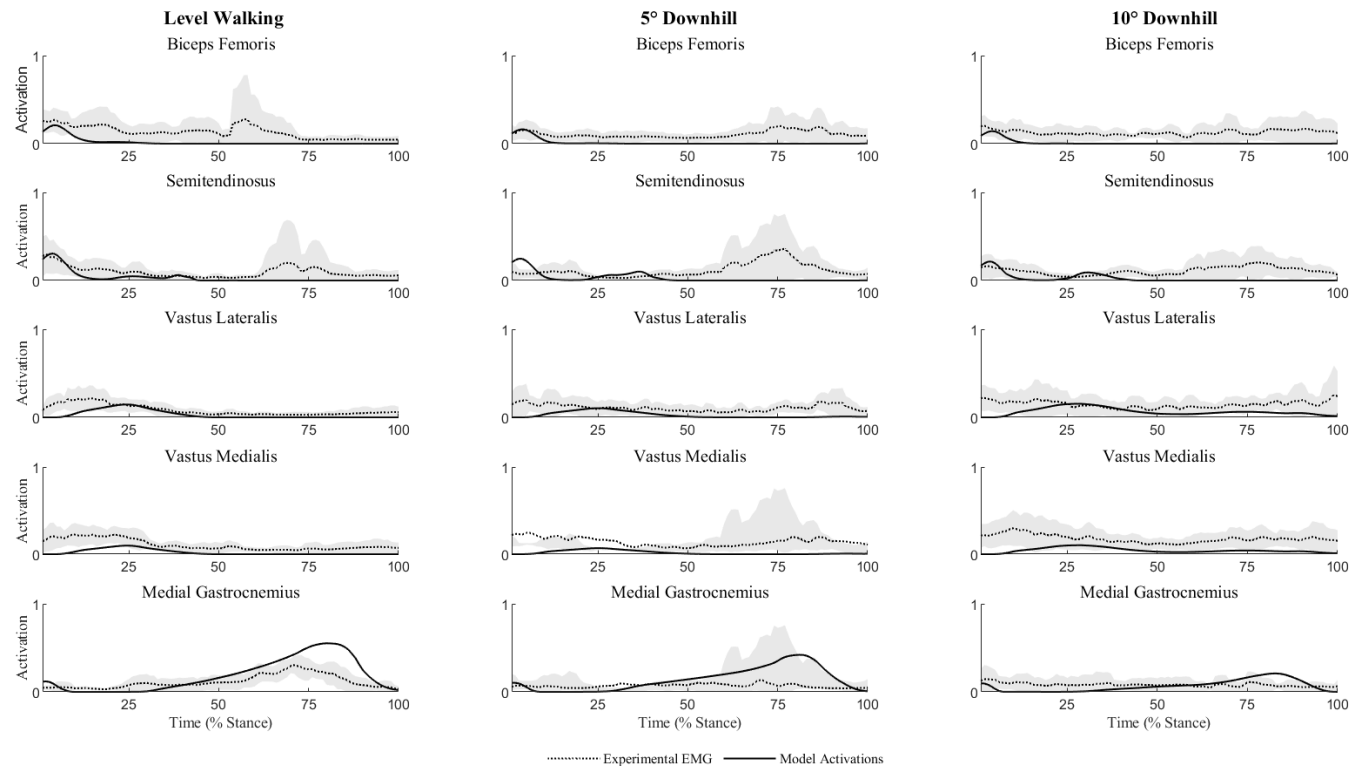 Level Walking 5° Downhill 10° Downhill
Biceps Femoris Biceps Femoris Biceps Femoris
1 1 1
Activation
0 0 0
25 50 75 100 25 50 75 100 25 50 75 100
Semitendinosus Semitendinosus Semitendinosus
1 1 1
Activation
0 0 0
25 50 75 100 25 50 75 100 25 50 75 100
Vastus Lateralis Vastus Lateralis Vastus Lateralis
1 1 1
Activation
0 0 0
25 50 75 100 25 50 75 100 25 50 75 100
Vastus Medialis Vastus Medialis Vastus Medialis
1 1 1
Activation
0 0 0
25 50 75 100 25 50 75 100 25 50 75 100
Medial Gastrocnemius Medial Gastrocnemius Medial Gastrocnemius
1 1 1
Activation
0 0 0
25 50 75 100 25 50 75 100 25 50 75 100
Time (% Stance) Time (% Stance) Time (% Stance)
Experimental EMG Model Activations